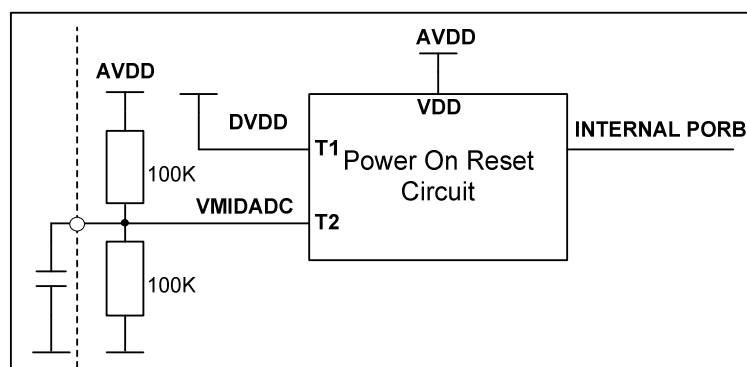 AVDD
AVDD
DVDD
VDD
INTERNAL PORB
T1
Power On Reset
Circuit
100K
VMIDADC
T2
100K